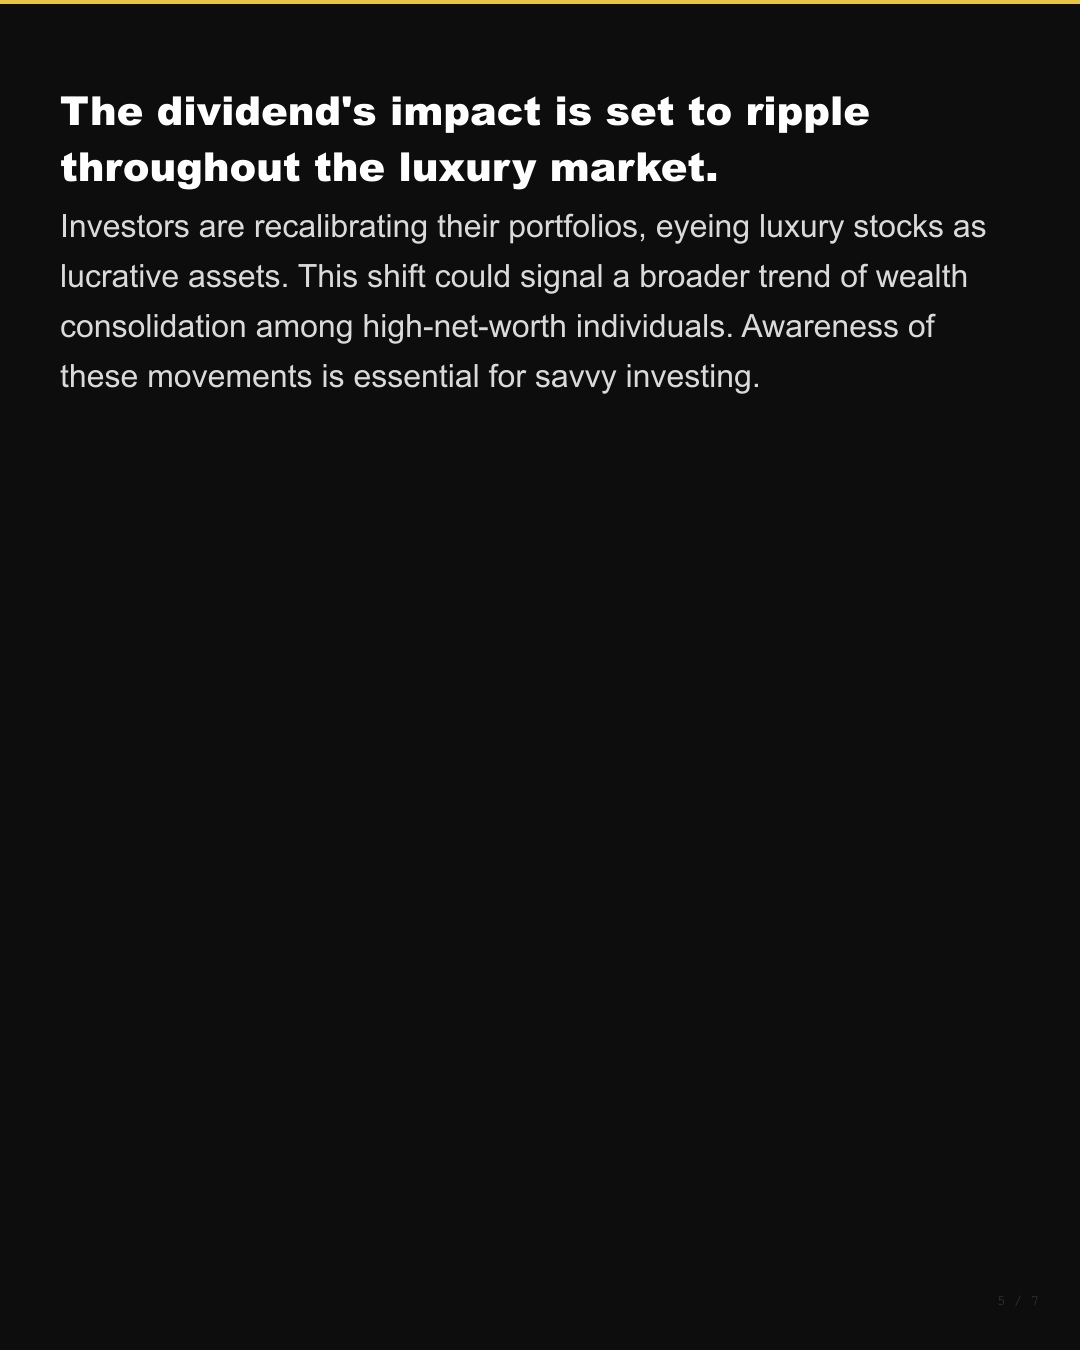 The dividend's impact is set to ripple
throughout the luxury market.
Investors are recalibrating their portfolios, eyeing luxury stocks as
lucrative assets. This shift could signal a broader trend of wealth
consolidation among high-net-worth individuals. Awareness of
these movements is essential for savvy investing.
5 / 7